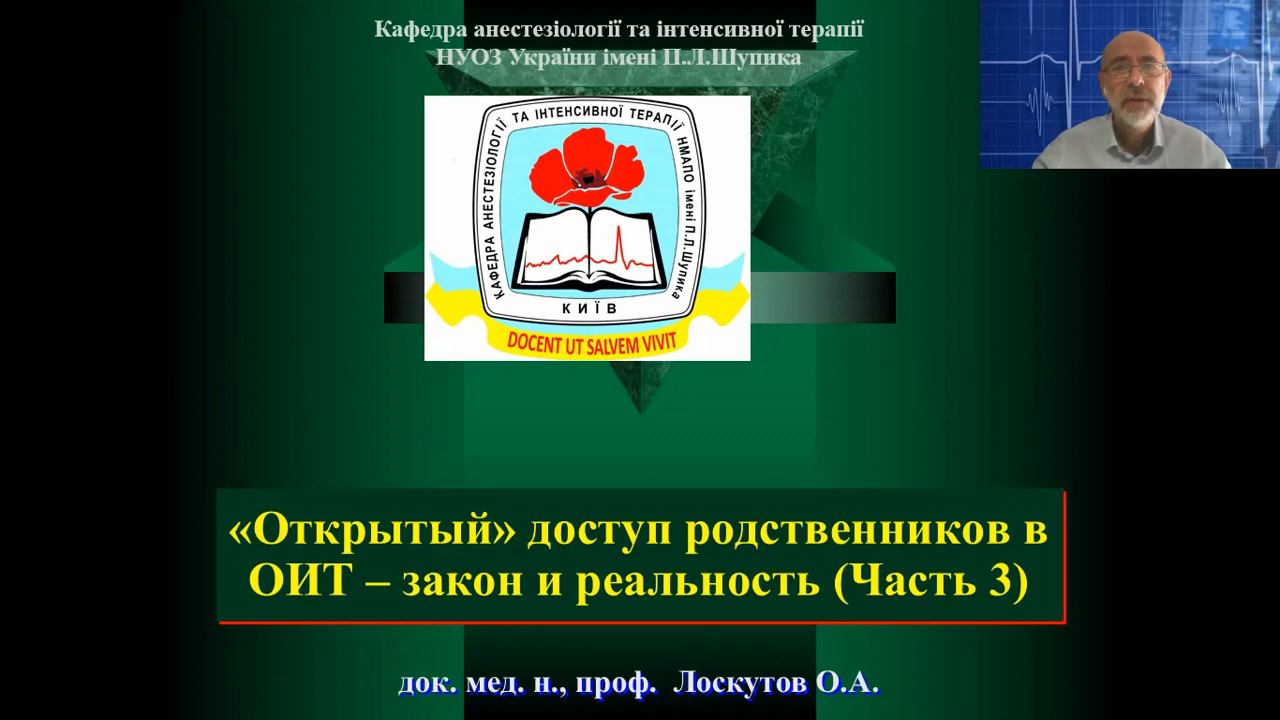 Кафедра анестезіології та інтенсивної терапії
НУОЗ України імені П.Л.Шупика
КАФЕДРА АНЕСТЕЗІОЛОГІЇ ТА ІНТЕНСИВНОЇ ТЕРАПІЇ НМАПО імені П.Л.Шупика
КИЇВ
DOCENT UT SALVEM VIVIT
«Открытый» доступ родственников в
ОИТ – закон и реальность (Часть 3)
док. мед. н., проф. Лоскутов О.А.